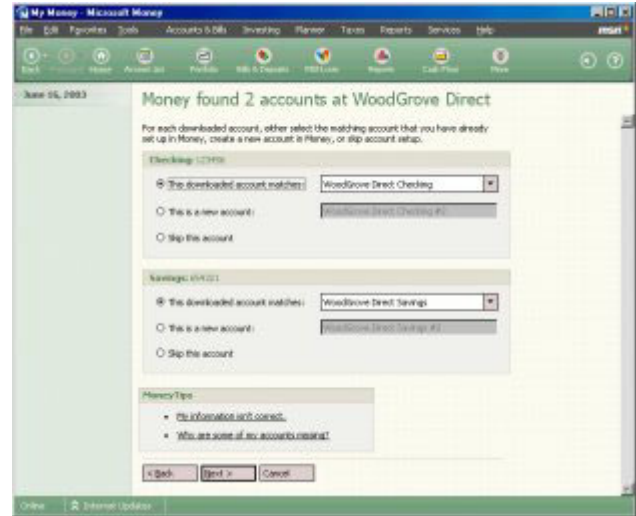 My Money - Microsoft Money
File Edit Favorites Tools Accounts & Bills Investing Planner Taxes Reports Services Help msn
Back Home Account List Portfolio Bills & Deposits MSN.com Reports Cash Flow More
June 16, 2003
Money found 2 accounts at WoodGrove Direct
For each downloaded account, either select the matching account that you have already
set up in Money, create a new account in Money, or skip account setup.
Checking: 123456
This downloaded account matches: WoodGrove Direct Checking
This is a new account: WoodGrove Direct Checking #2
Skip this account
Savings: 654321
This downloaded account matches: WoodGrove Direct Savings
This is a new account: WoodGrove Direct Savings #2
Skip this account
MoneyTips
My information isn't correct.
Why are some of my accounts missing?
< Back Next > Cancel
Online Internet Updates